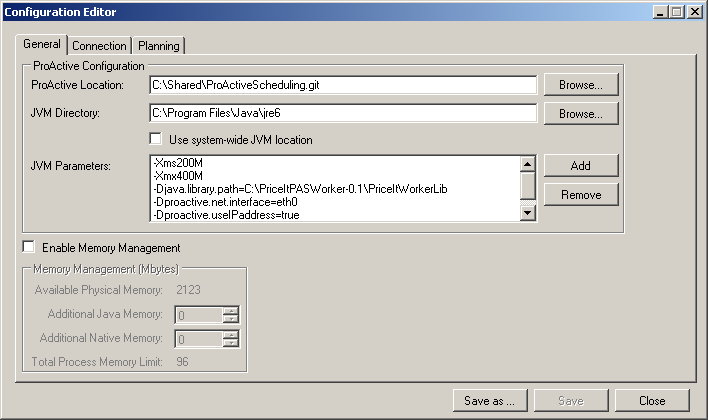 Configuration Editor
General Connection Planning
ProActive Configuration
ProActive Location: C:\Shared\ProActiveScheduling.git Browse...
JVM Directory: C:\Program Files\Java\jre6 Browse...
Use system-wide JVM location
JVM Parameters: -Xms200M Add
-Xmx400M
-Djava.library.path=C:\PriceItPASWorker-0.1\PriceItWorkerLib
-Dproactive.net.interface=eth0 Remove
-Dproactive.useIPaddress=true
Enable Memory Management
Memory Management (Mbytes)
Available Physical Memory: 2123
Additional Java Memory: 0
Additional Native Memory: 0
Total Process Memory Limit: 96
Save as ... Save Close